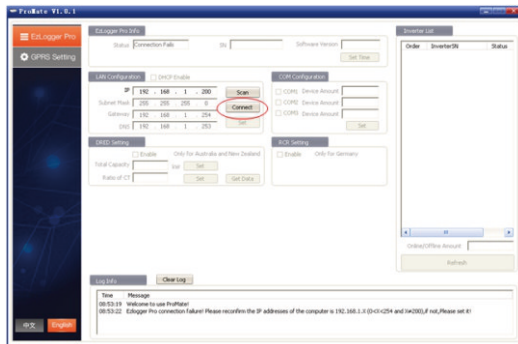 ProMate V1.0.1
EzLogger Pro
GPRS Setting
中文
English
EzLogger Pro Info
Status Connection Fails SN Software Version
Set Time
LAN Configuration DHCP Enable
IP 192 . 168 . 1 . 200 Scan
Subnet Mask 255 . 255 . 255 . 0 Connect
Gateway 192 . 168 . 1 . 254
DNS 192 . 168 . 1 . 253 Set
COM Configuration
COM1 Device Amount
COM2 Device Amount
COM3 Device Amount
Set
DRED Setting
Enable Only for Australia and New Zealand
Total Capacity kW Set
Ratio of CT Set Get Data
RCR Setting
Enable Only for Germany
Inverter List
Order InverterSN Status
Online/Offline Amount
Refresh
Log Info Clear Log
Time Message
08:53:19 Welcome to use ProMate!
08:53:22 Ezlogger Pro connection failure! Please reconfirm the IP addresses of the computer is 192.168.1.X (0<X<254 and X≠200),if not,Please set it!